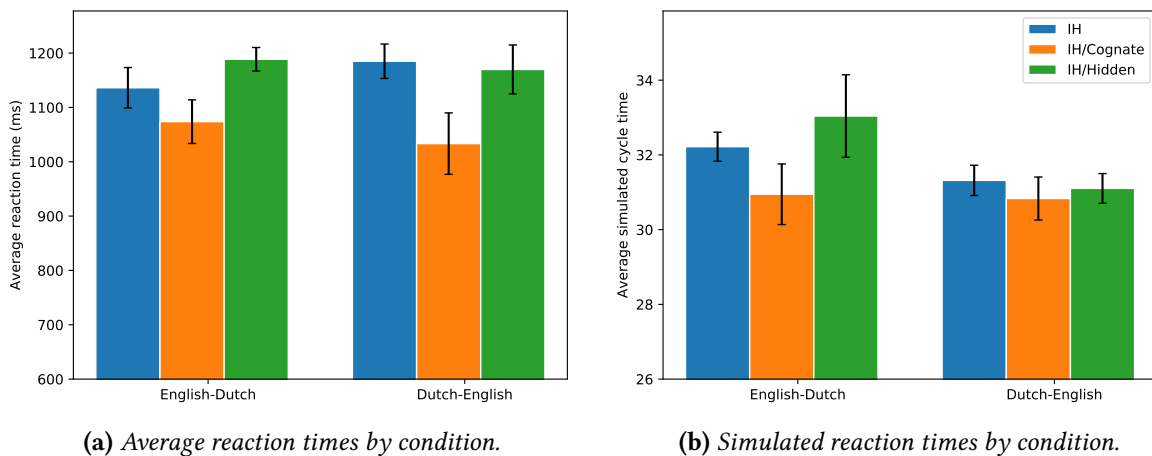 Average reaction time (ms)
1200
1100
1000
900
800
700
600
English-Dutch
Dutch-English
(a) Average reaction times by condition.
Average simulated cycle time
34
32
30
28
26
IH
IH/Cognate
IH/Hidden
English-Dutch
Dutch-English
(b) Simulated reaction times by condition.